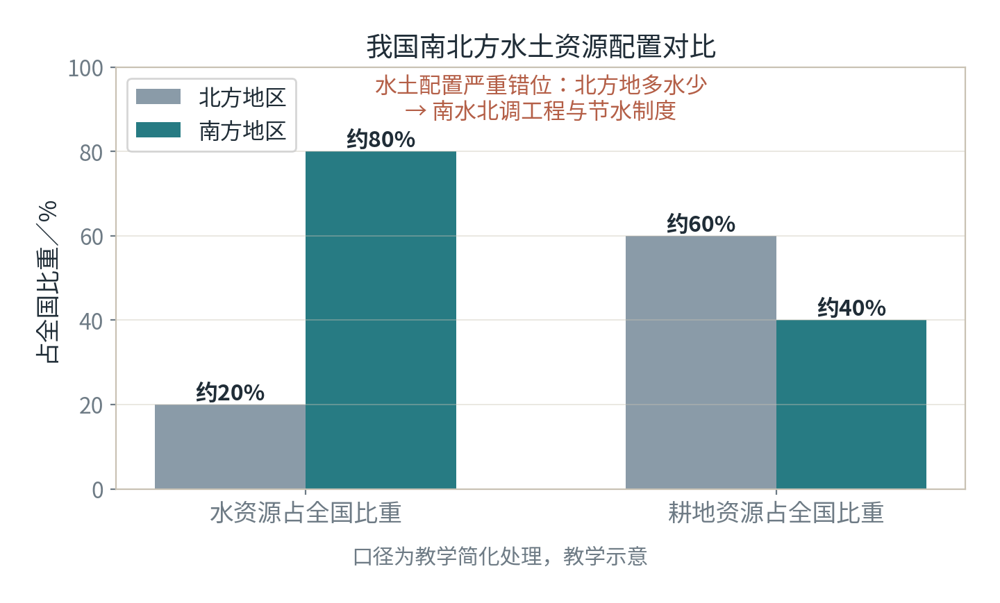 我国南北方水土资源配置对比
水土配置严重错位：北方地多水少
→ 南水北调工程与节水制度
北方地区
南方地区
占全国比重／%
100
80
60
40
20
0
约20%
约80%
约60%
约40%
水资源占全国比重
耕地资源占全国比重
口径为教学简化处理，教学示意